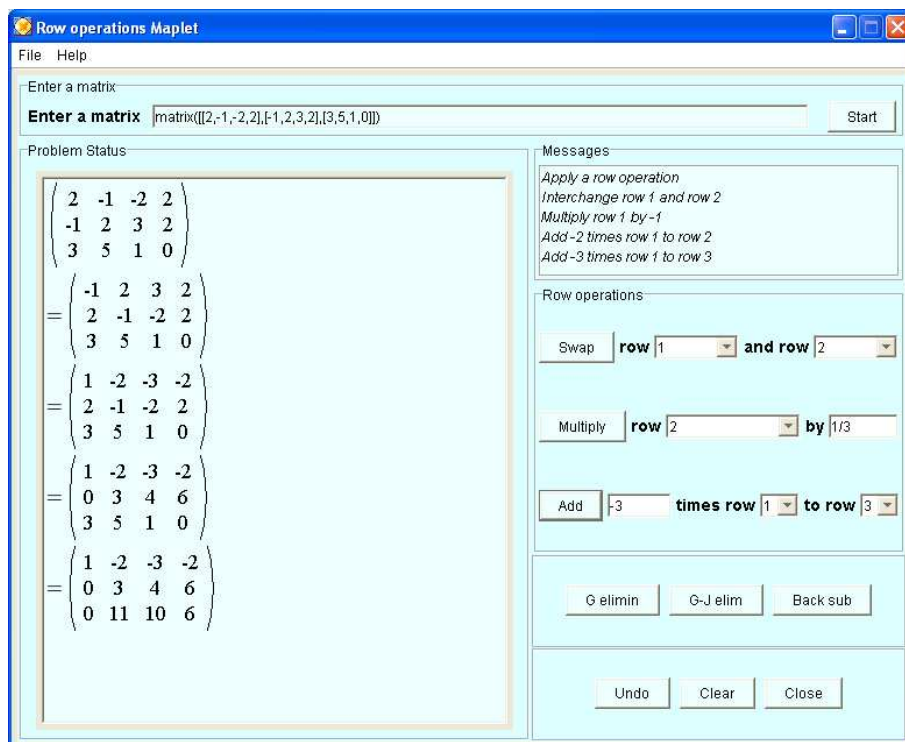 Row operations Maplet
File Help
Enter a matrix
Enter a matrix matrix([[2,-1,-2,2],[-1,2,3,2],[3,5,1,0]]) Start
Problem Status
2 -1 -2 2
-1 2 3 2
3 5 1 0
-1 2 3 2
= 2 -1 -2 2
3 5 1 0
1 -2 -3 -2
= 2 -1 -2 2
3 5 1 0
1 -2 -3 -2
= 0 3 4 6
3 5 1 0
1 -2 -3 -2
= 0 3 4 6
0 11 10 6
Messages
Apply a row operation
Interchange row 1 and row 2
Multiply row 1 by -1
Add -2 times row 1 to row 2
Add -3 times row 1 to row 3
Row operations
Swap row 1 and row 2
Multiply row 2 by 1/3
Add -3 times row 1 to row 3
G elimin G-J elim Back sub
Undo Clear Close